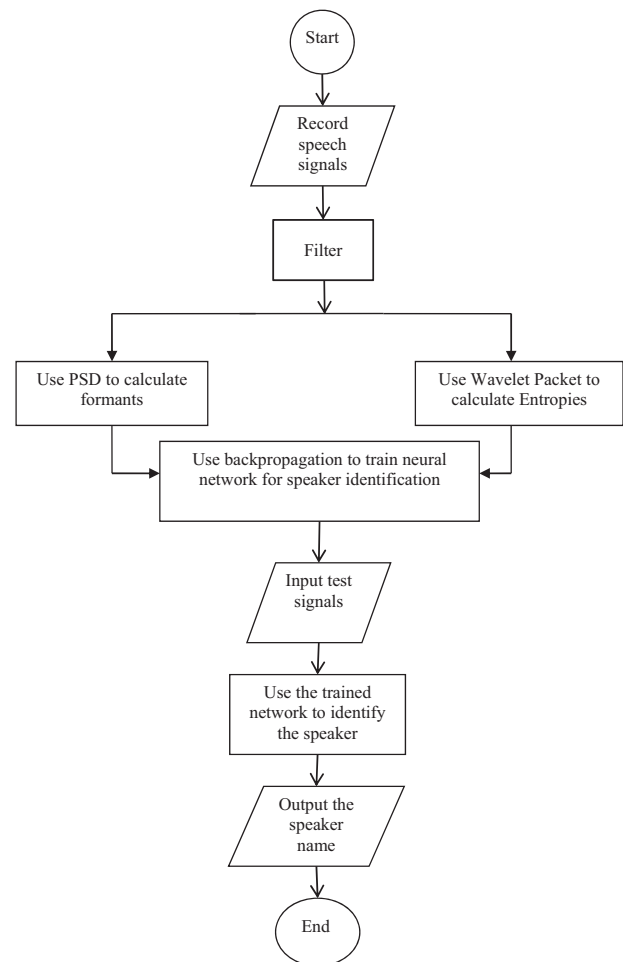 Start
Record
speech
signals
Filter
Use PSD to calculate
formants
Use Wavelet Packet to
calculate Entropies
Use backpropagation to train neural
network for speaker identification
Input test
signals
Use the trained
network to identify
the speaker
Output the
speaker
name
End